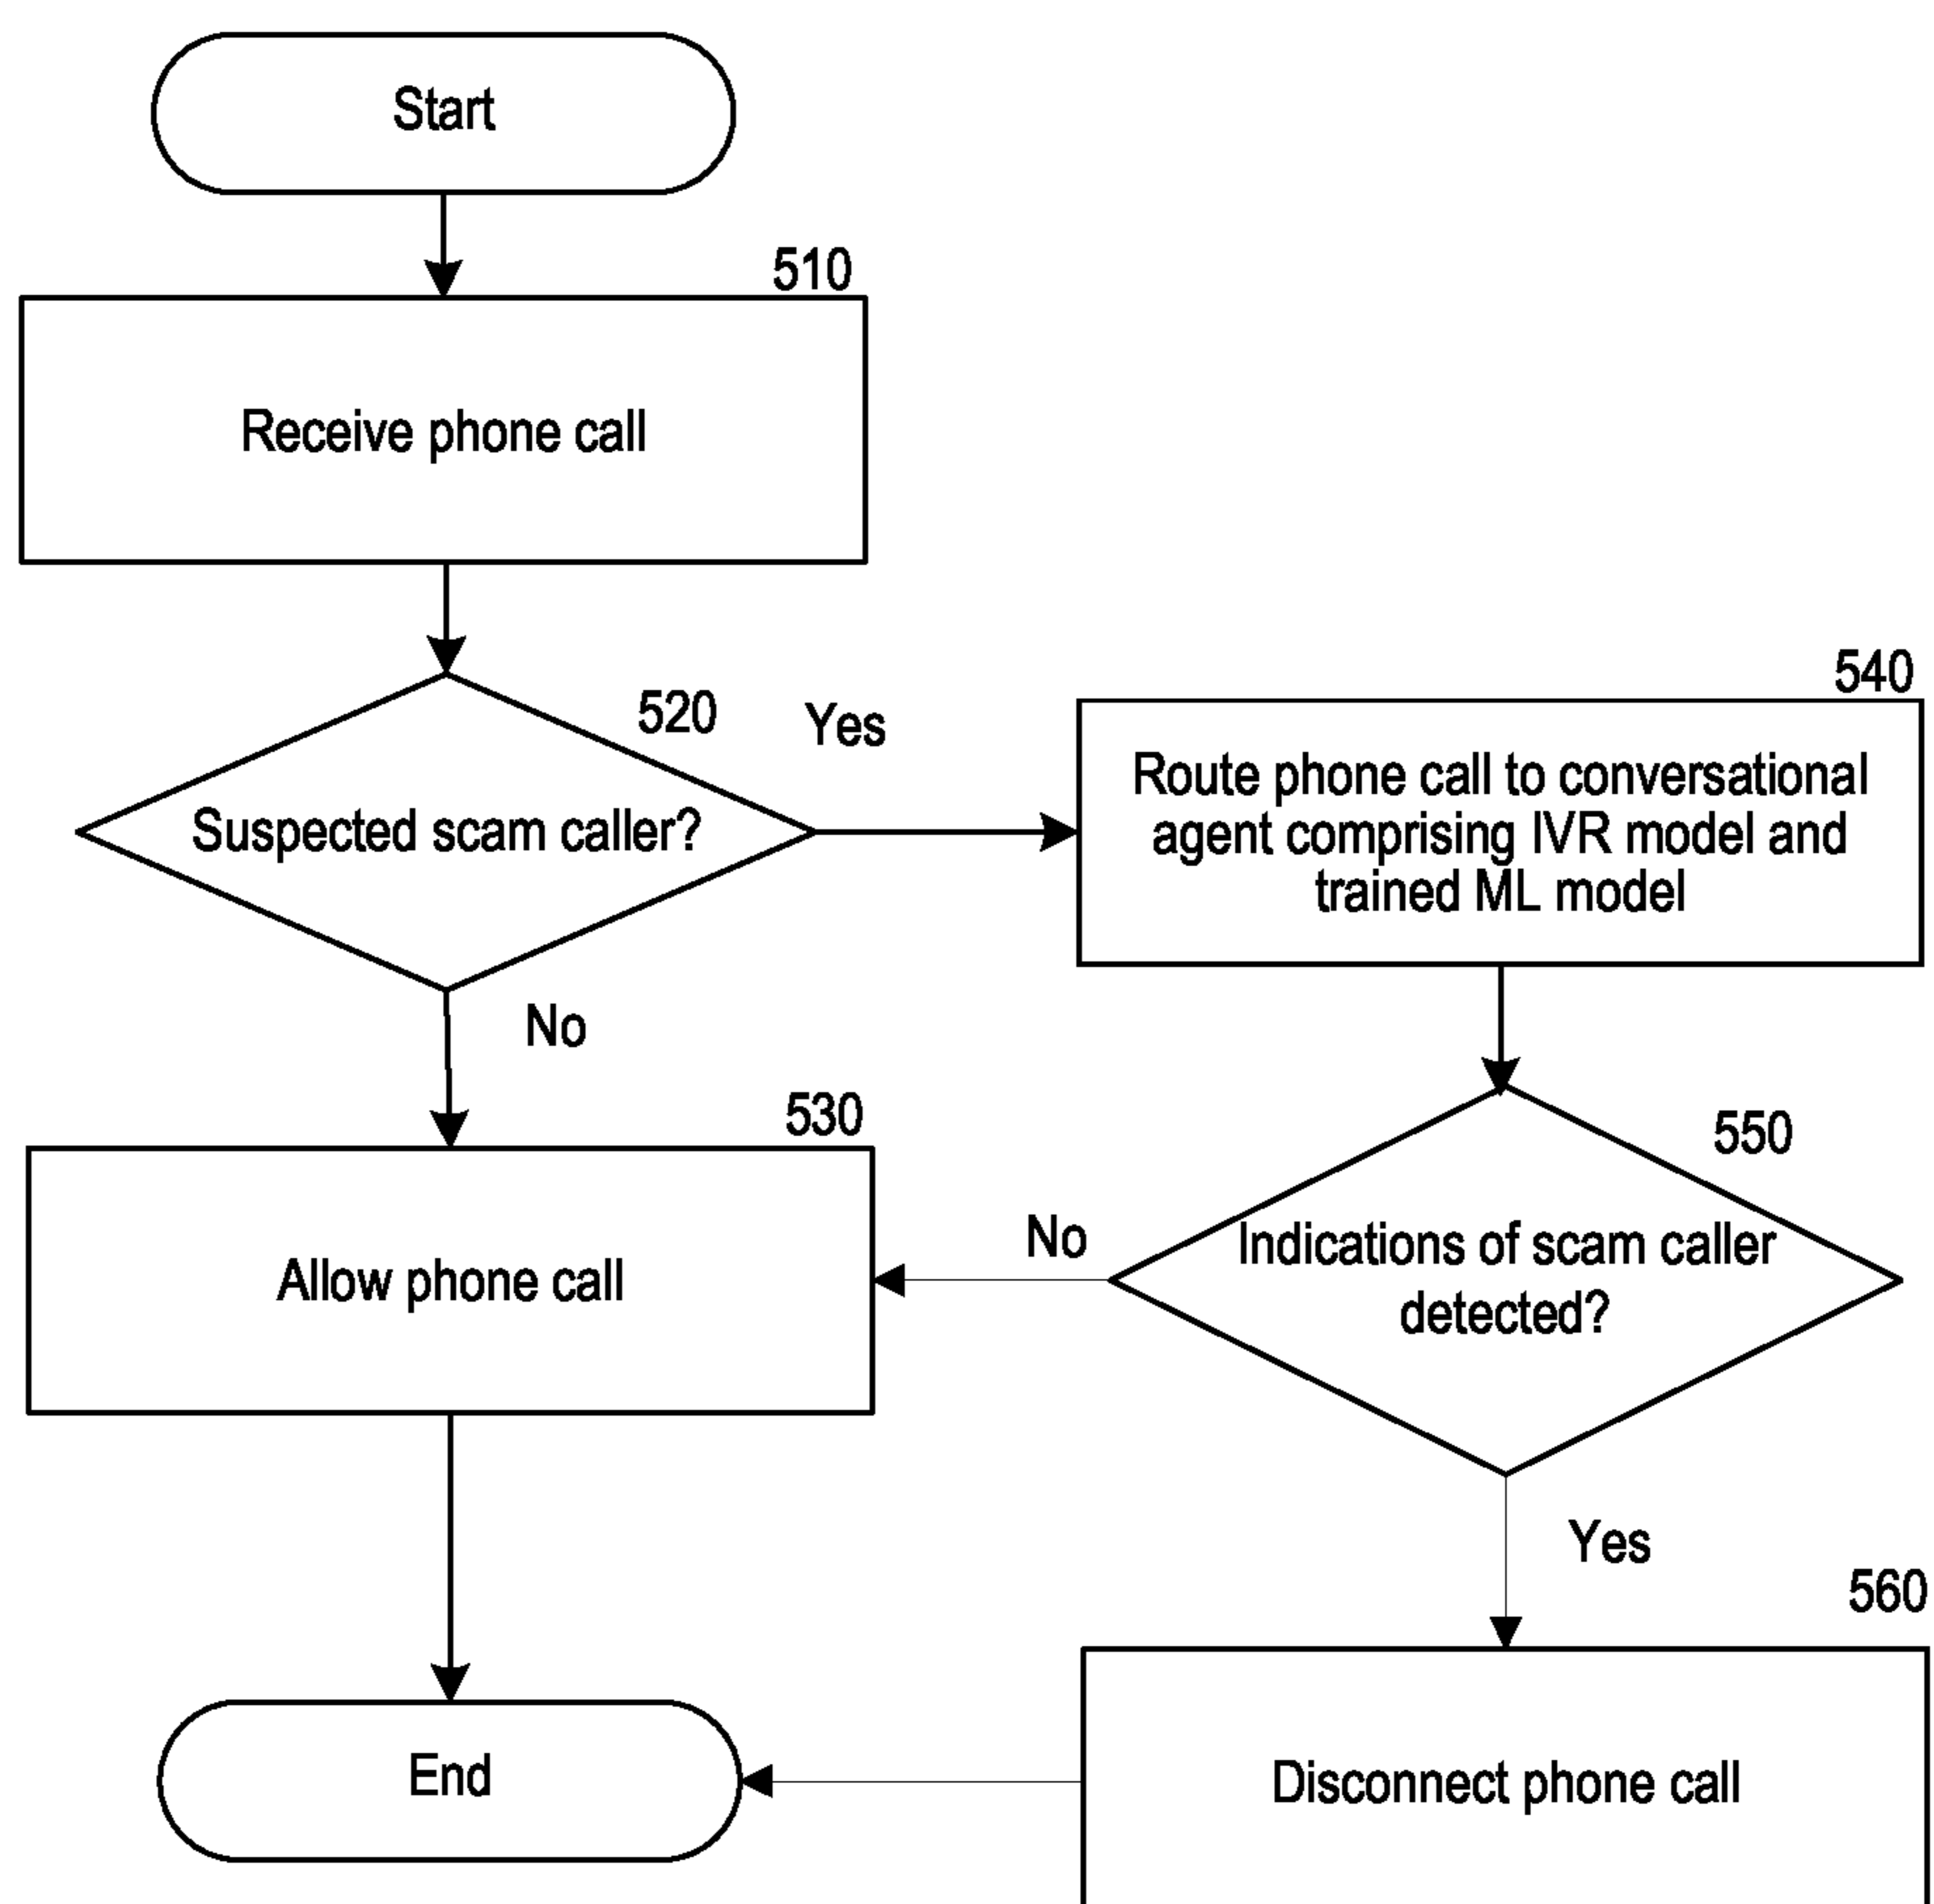 Start
510
Receive phone call
520
Yes
Suspected scam caller?
No
540
Route phone call to conversational
agent comprising IVR model and
trained ML model
530
Allow phone call
No
550
Indications of scam caller
detected?
Yes
560
Disconnect phone call
End